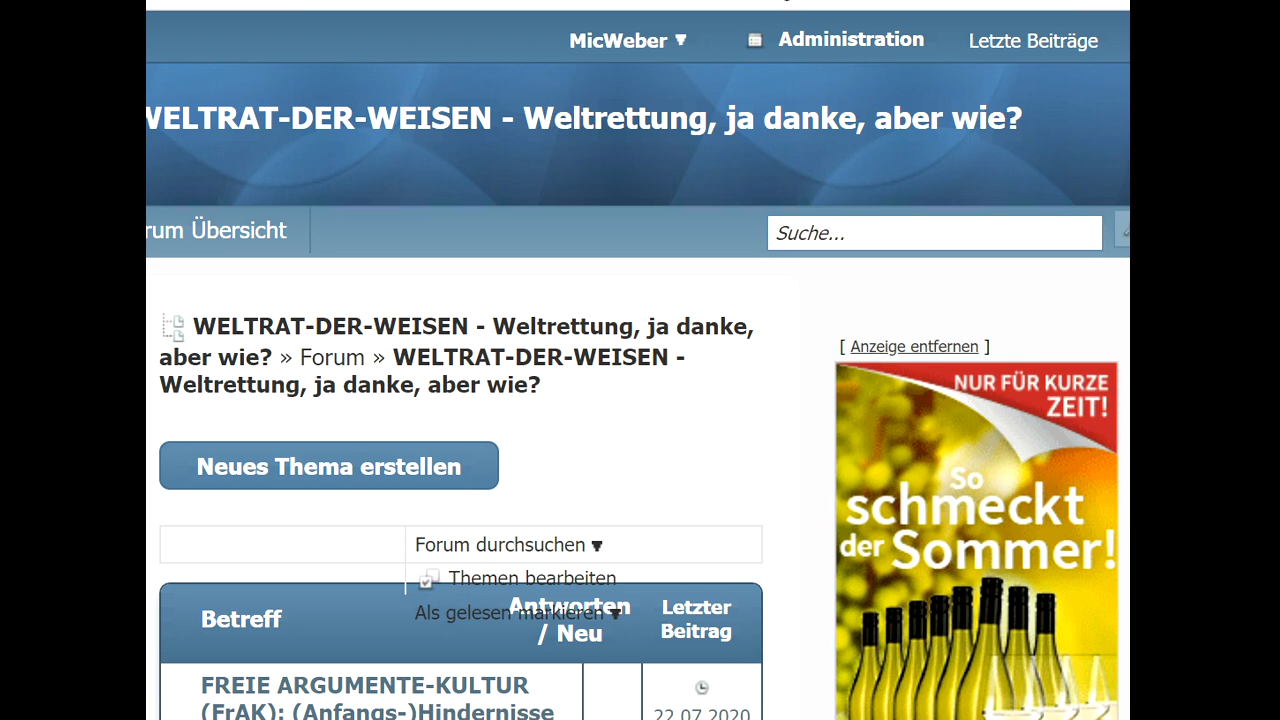 MicWeber
Administration
Letzte Beiträge
WELTRAT-DER-WEISEN - Weltrettung, ja danke, aber wie?
rum Übersicht
Suche...
WELTRAT-DER-WEISEN - Weltrettung, ja danke,
aber wie? » Forum » WELTRAT-DER-WEISEN -
Weltrettung, ja danke, aber wie?
[ Anzeige entfernen ]
NUR FÜR KURZE
ZEIT!
So
schmeckt
der Sommer!
Neues Thema erstellen
Forum durchsuchen
Themen bearbeiten
Als gelesen markieren
Betreff
Antworten
/ Neu
Letzter
Beitrag
FREIE ARGUMENTE-KULTUR
(FrAK): (Anfangs-)Hindernisse
22.07.2020